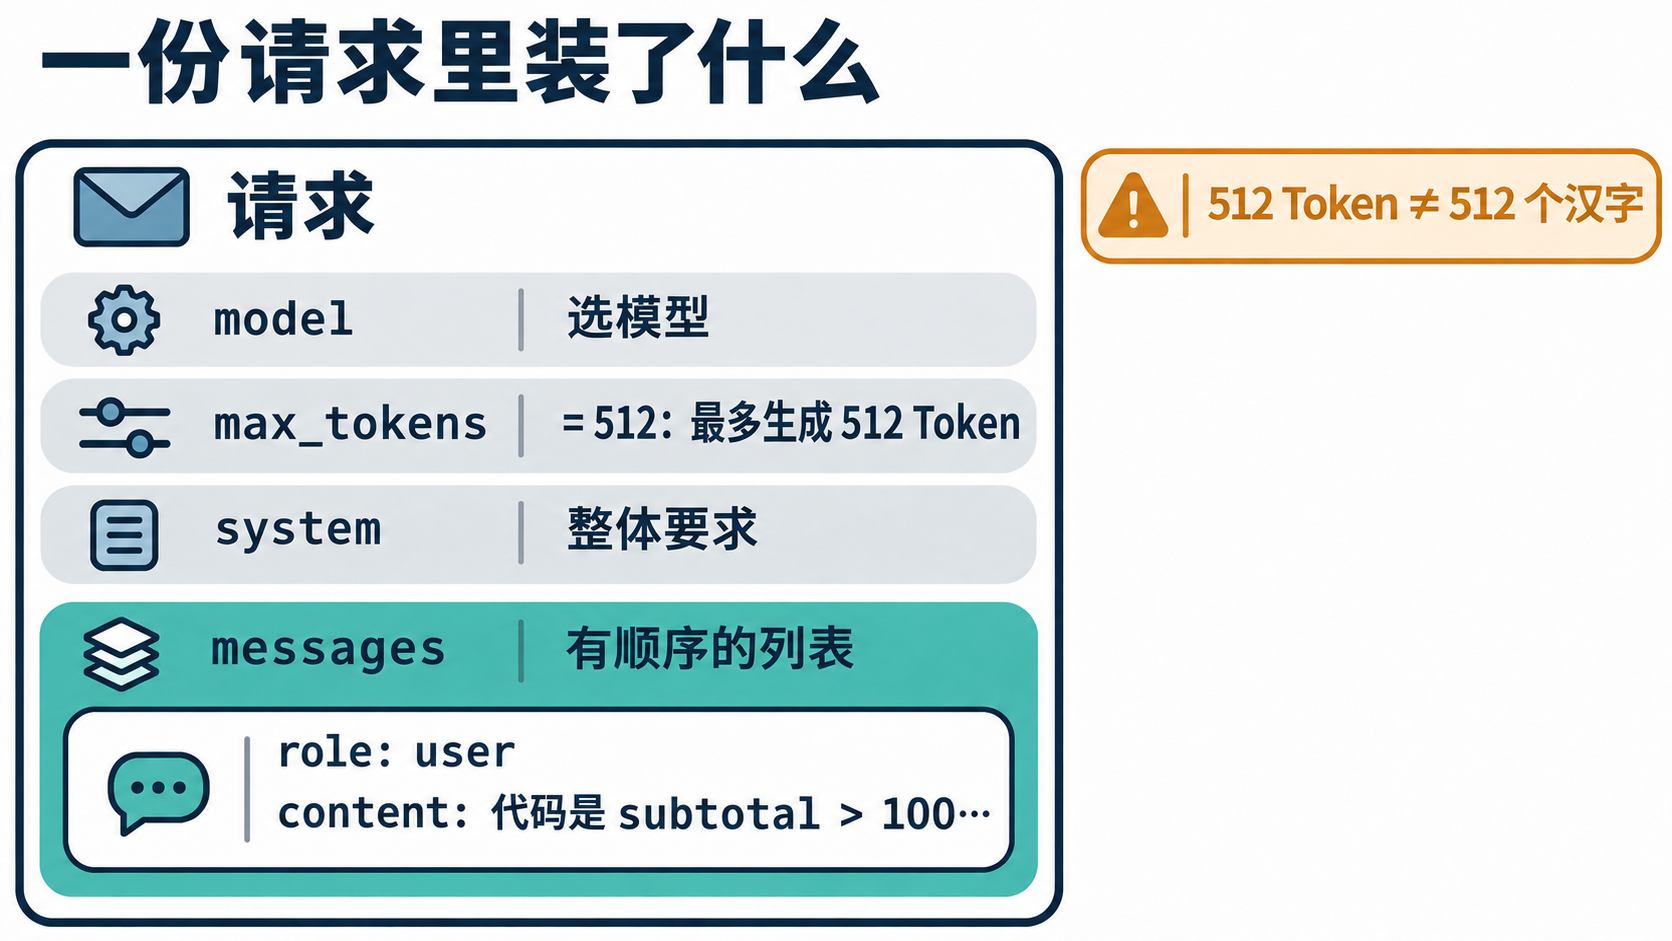 一份请求里装了什么
请求
512 Token ≠ 512 个汉字
model | 选模型
max_tokens | = 512：最多生成 512 Token
system | 整体要求
messages | 有顺序的列表
role: user
content: 代码是 subtotal > 100…